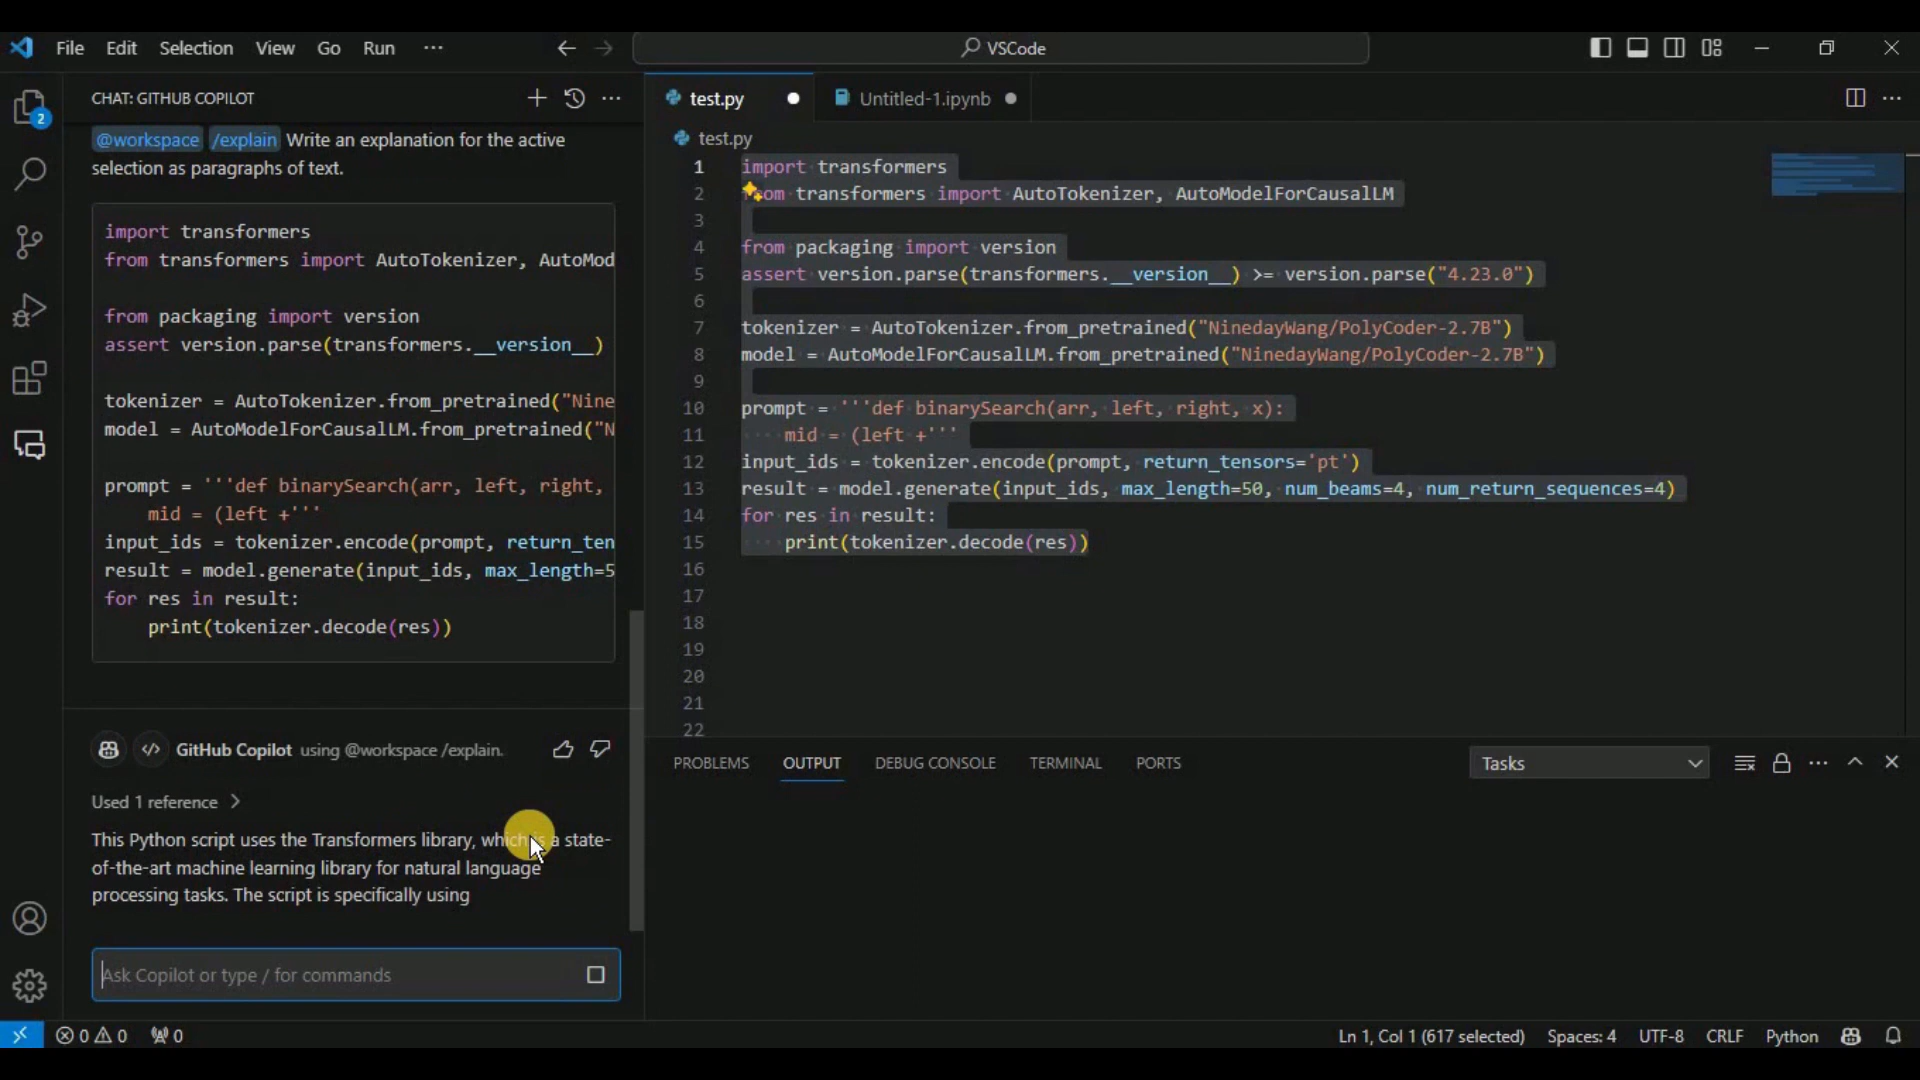 File Edit Selection View Go Run ···
VSCode
CHAT: GITHUB COPILOT
@workspace /explain Write an explanation for the active
selection as paragraphs of text.
import transformers
from transformers import AutoTokenizer, AutoMod
from packaging import version
assert version.parse(transformers.__version__)
tokenizer = AutoTokenizer.from_pretrained("Nine
model = AutoModelForCausalLM.from_pretrained("N
prompt = '''def binarySearch(arr, left, right,
    mid = (left +'''
input_ids = tokenizer.encode(prompt, return_ten
result = model.generate(input_ids, max_length=5
for res in result:
    print(tokenizer.decode(res))
GitHub Copilot using @workspace /explain.
Used 1 reference
This Python script uses the Transformers library, which is a state-
of-the-art machine learning library for natural language
processing tasks. The script is specifically using
Ask Copilot or type / for commands
2
test.py
Untitled-1.ipynb
test.py
1 import transformers
2 from transformers import AutoTokenizer, AutoModelForCausalLM
3
4 from packaging import version
5 assert version.parse(transformers.__version__) >= version.parse("4.23.0")
6
7 tokenizer = AutoTokenizer.from_pretrained("NinedayWang/PolyCoder-2.7B")
8 model = AutoModelForCausalLM.from_pretrained("NinedayWang/PolyCoder-2.7B")
9
10 prompt = '''def binarySearch(arr, left, right, x):
11     mid = (left +'''
12 input_ids = tokenizer.encode(prompt, return_tensors='pt')
13 result = model.generate(input_ids, max_length=50, num_beams=4, num_return_sequences=4)
14 for res in result:
15     print(tokenizer.decode(res))
16
17
18
19
20
21
22
PROBLEMS OUTPUT DEBUG CONSOLE TERMINAL PORTS
Tasks
0 0 0
Ln 1, Col 1 (617 selected) Spaces: 4 UTF-8 CRLF Python